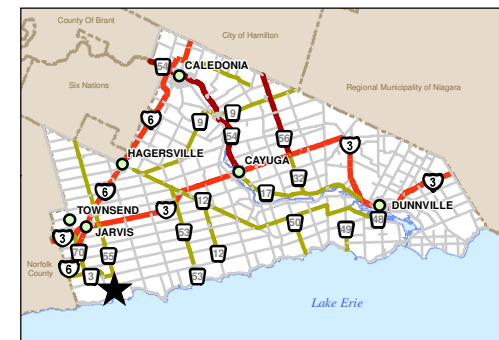 County Of Brant
City of Hamilton
54
CALEDONIA
Six Nations
Regional Municipality of Niagara
6
9
9
54
56
3
HAGERSVILLE
CAYUGA
32
3
6
17
12
TOWNSEND
3
DUNNVILLE
JARVIS
50
48
49
3
53
70
55
12
Norfolk
County
6
3
53
Lake Erie